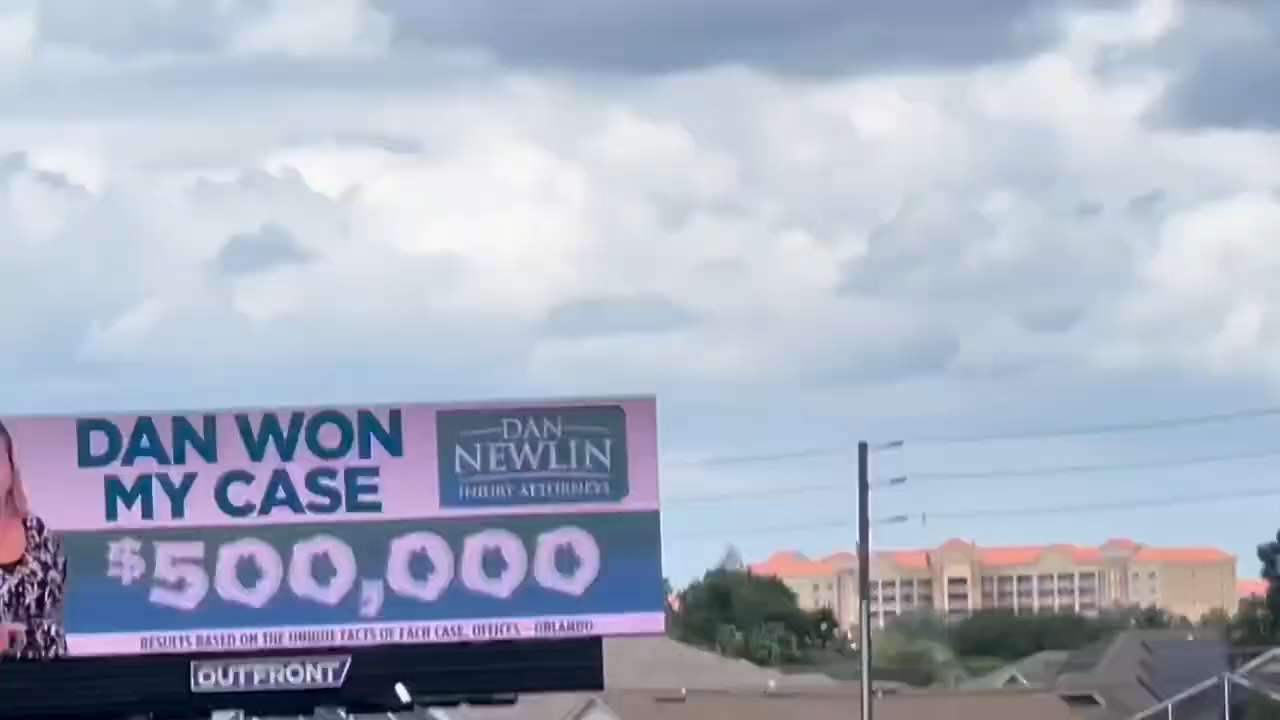 DAN WON
MY CASE
DAN
NEWLIN
INJURY ATTORNEYS
$500,000
RESULTS BASED ON THE UNIQUE FACTS OF EACH CASE. OFFICES - ORLANDO
OUTFRONT/